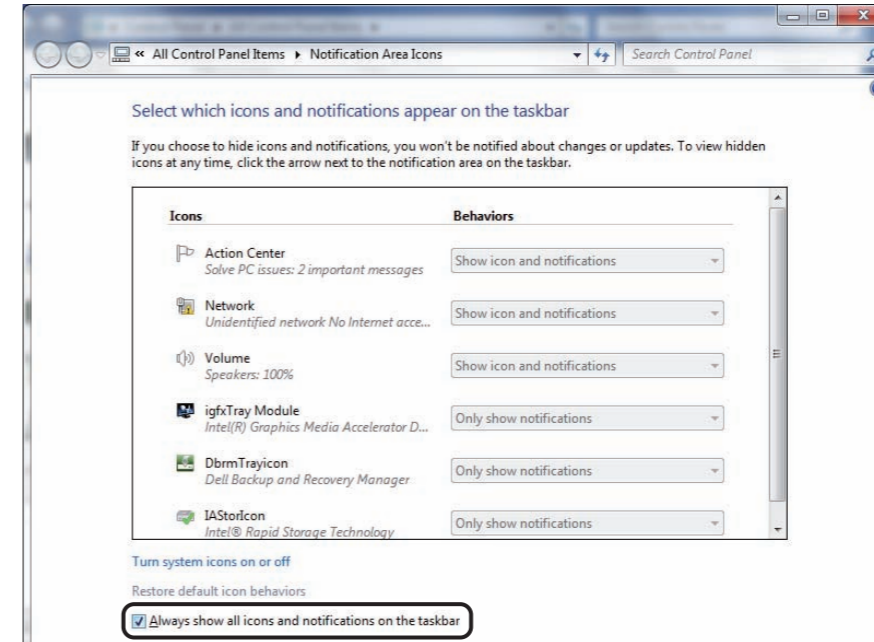 « All Control Panel Items ▸ Notification Area Icons
Search Control Panel
Select which icons and notifications appear on the taskbar
If you choose to hide icons and notifications, you won't be notified about changes or updates. To view hidden
icons at any time, click the arrow next to the notification area on the taskbar.
Icons Behaviors
Action Center
Solve PC issues: 2 important messages
Show icon and notifications
Network
Unidentified network No Internet acce...
Show icon and notifications
Volume
Speakers: 100%
Show icon and notifications
igfxTray Module
Intel(R) Graphics Media Accelerator D...
Only show notifications
DbrmTrayicon
Dell Backup and Recovery Manager
Only show notifications
IAStorIcon
Intel® Rapid Storage Technology
Only show notifications
Turn system icons on or off
Restore default icon behaviors
Always show all icons and notifications on the taskbar